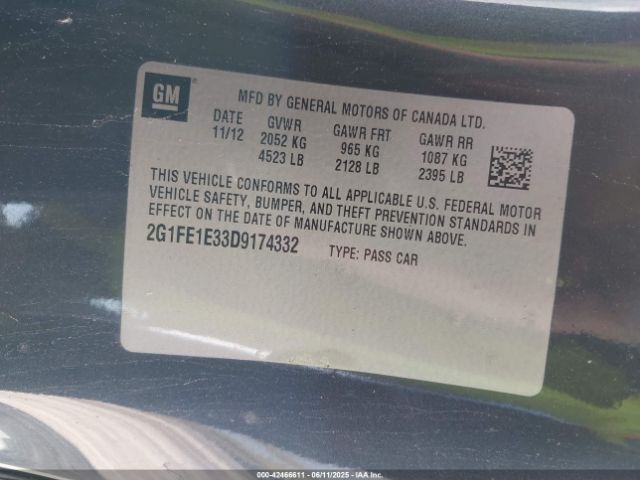 GM
MFD BY GENERAL MOTORS OF CANADA LTD.
DATE GVWR GAWR FRT GAWR RR
11/12 2052 KG 965 KG 1087 KG
4523 LB 2128 LB 2395 LB
THIS VEHICLE CONFORMS TO ALL APPLICABLE U.S. FEDERAL MOTOR
VEHICLE SAFETY, BUMPER, AND THEFT PREVENTION STANDARDS IN
EFFECT ON THE DATE OF MANUFACTURE SHOWN ABOVE.
2G1FE1E33D9174332 TYPE: PASS CAR
000-42466611 - 06/11/2025 - IAA Inc.